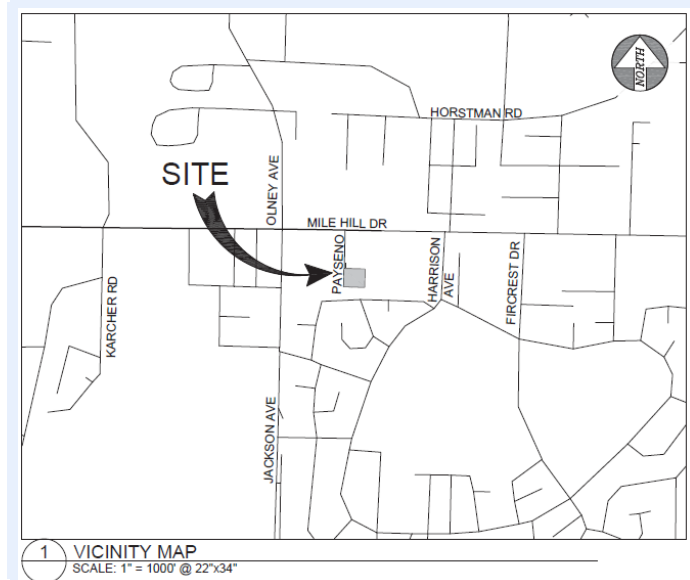 NORTH
HORSTMAN RD
SITE
OLNEY AVE
MILE HILL DR
PAYSENO
HARRISON
AVE
FIRCREST DR
KARCHER RD
JACKSON AVE
1
VICINITY MAP
SCALE: 1" = 1000' @ 22"x34"